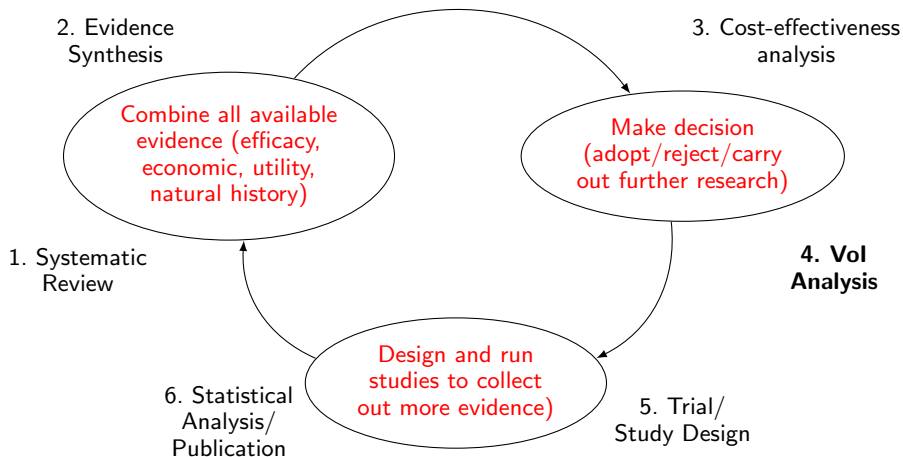 2. Evidence
Synthesis
3. Cost-effectiveness
analysis
Combine all available
evidence (efficacy,
economic, utility,
natural history)
Make decision
(adopt/reject/carry
out further research)
1. Systematic
Review
4. VoI
Analysis
Design and run
studies to collect
out more evidence)
6. Statistical
Analysis/
Publication
5. Trial/
Study Design